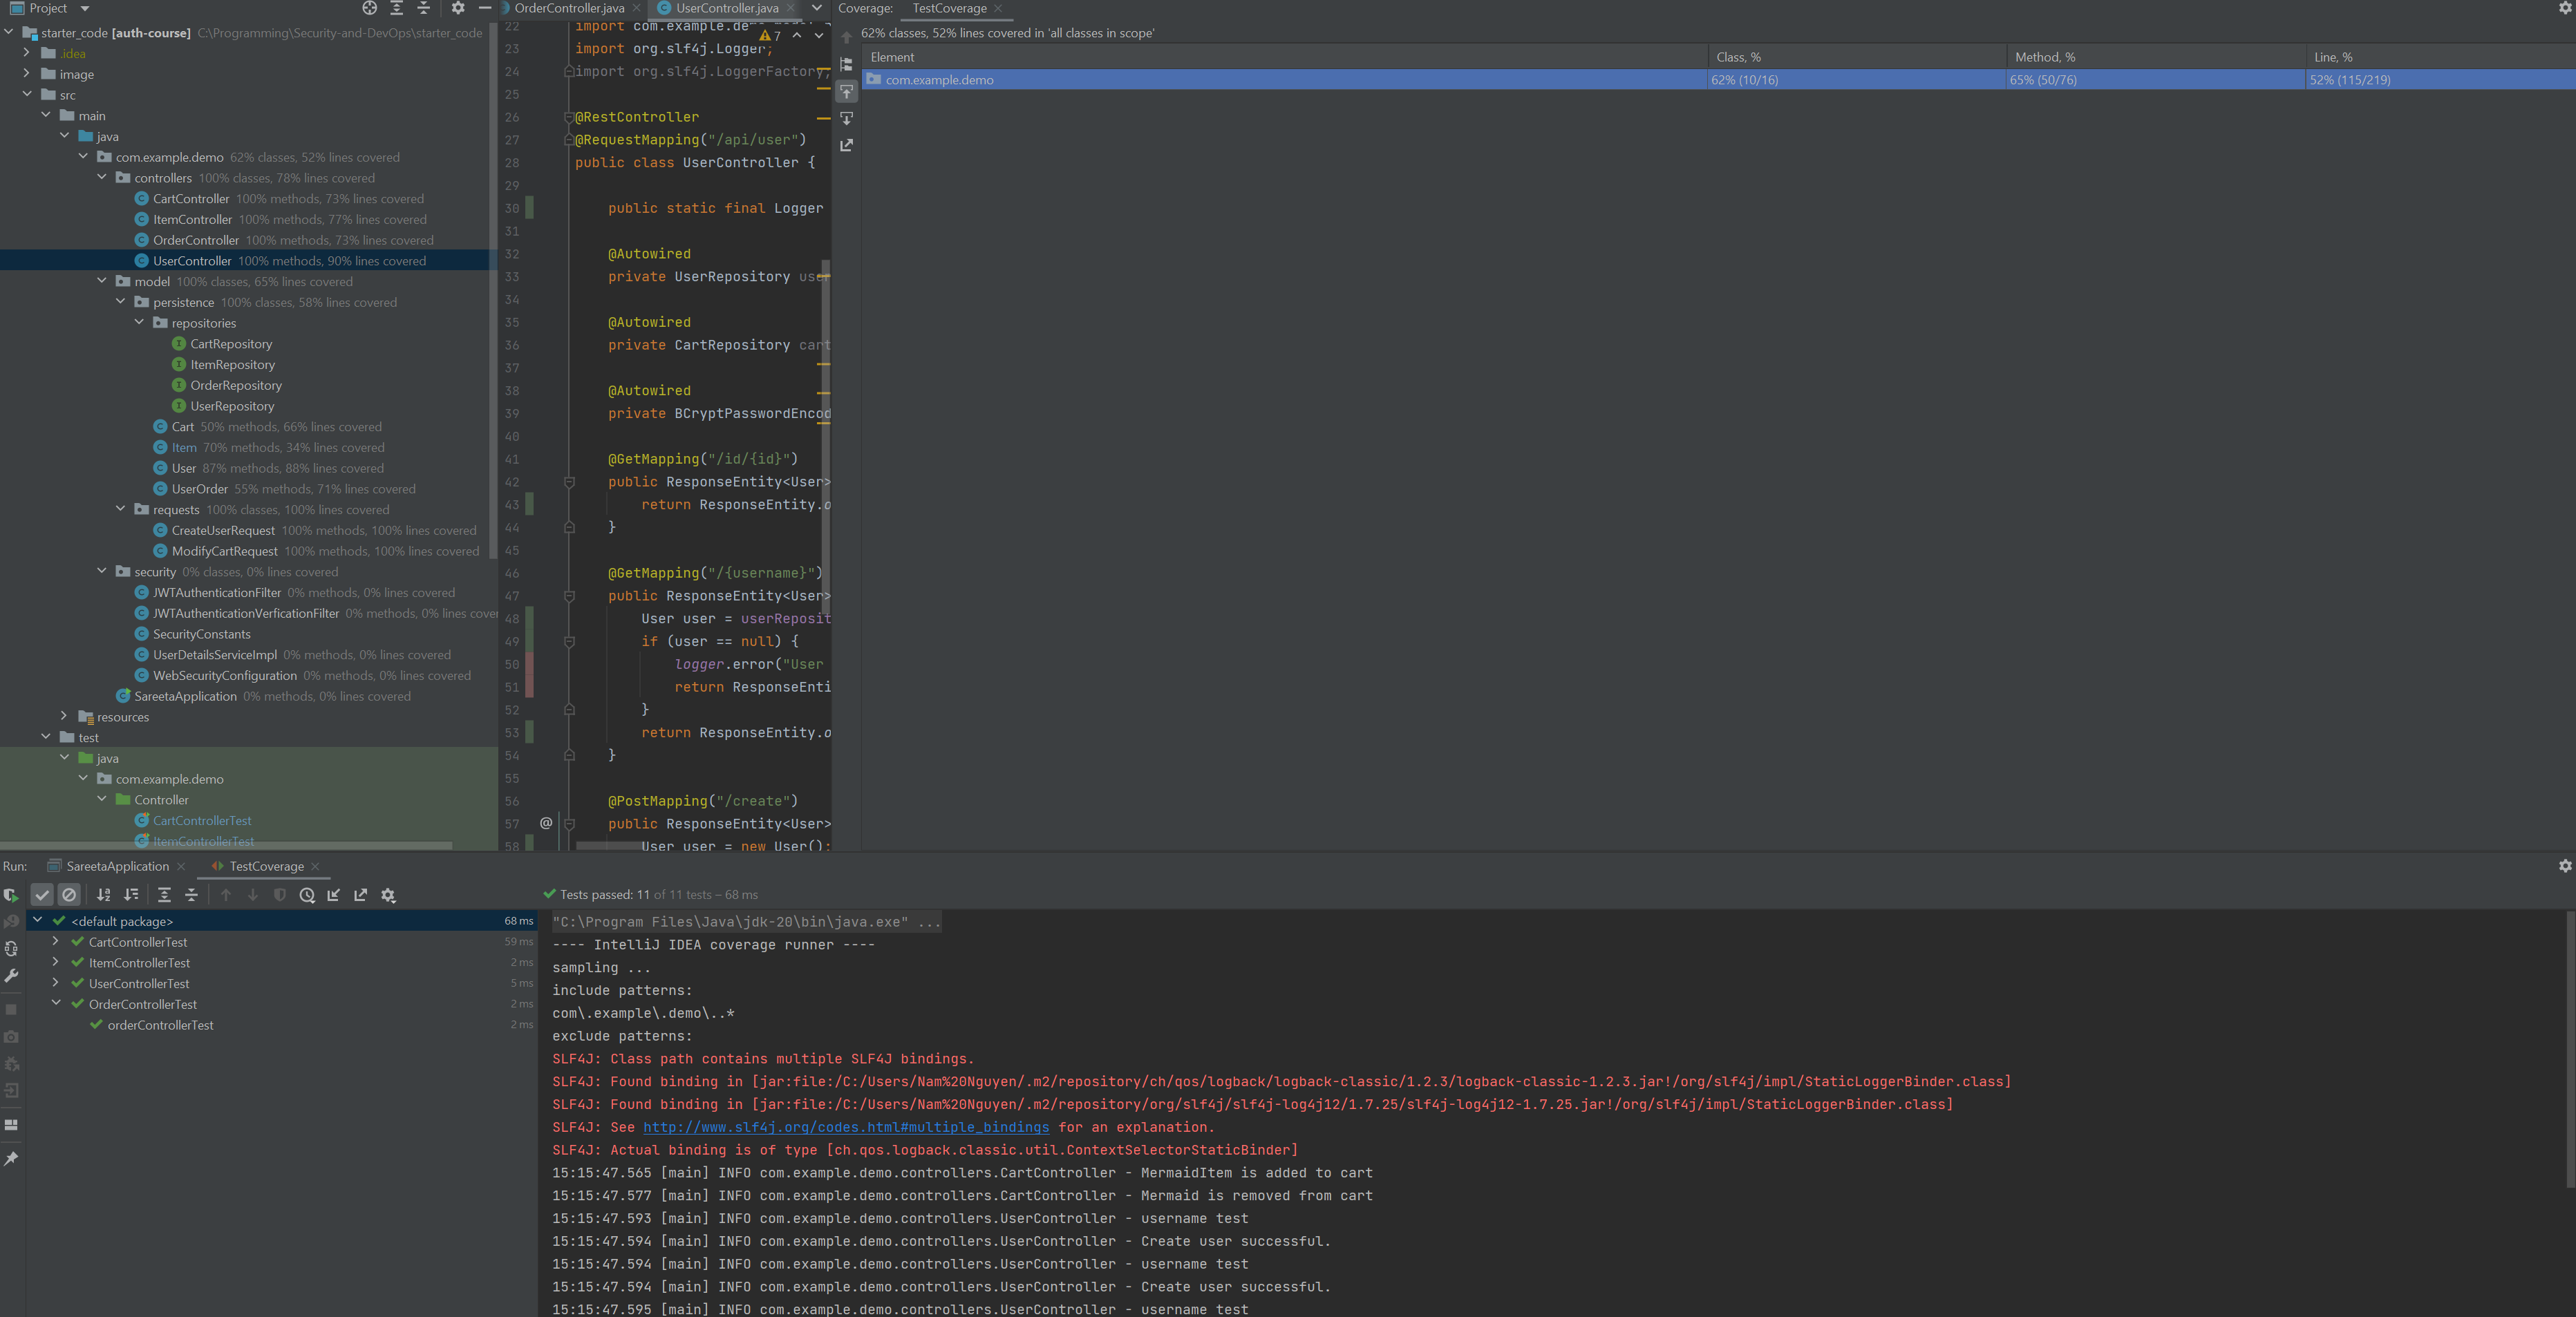 Project
starter_code [auth-course] C:\Programming\Security-and-DevOps\starter_code
.idea
image
src
main
java
com.example.demo 62% classes, 52% lines covered
controllers 100% classes, 78% lines covered
CartController 100% methods, 73% lines covered
ItemController 100% methods, 77% lines covered
OrderController 100% methods, 73% lines covered
UserController 100% methods, 90% lines covered
model 100% classes, 65% lines covered
persistence 100% classes, 58% lines covered
repositories
CartRepository
ItemRepository
OrderRepository
UserRepository
Cart 50% methods, 66% lines covered
Item 70% methods, 34% lines covered
User 87% methods, 88% lines covered
UserOrder 55% methods, 71% lines covered
requests 100% classes, 100% lines covered
CreateUserRequest 100% methods, 100% lines covered
ModifyCartRequest 100% methods, 100% lines covered
security 0% classes, 0% lines covered
JWTAuthenticationFilter 0% methods, 0% lines covered
JWTAuthenticationVerficationFilter 0% methods, 0% lines cover
SecurityConstants
UserDetailsServiceImpl 0% methods, 0% lines covered
WebSecurityConfiguration 0% methods, 0% lines covered
SareetaApplication 0% methods, 0% lines covered
resources
test
java
com.example.demo
Controller
CartControllerTest
ItemControllerTest
OrderController.java UserController.java
7
22 import com.example.de
23 import org.slf4j.Logger;
24 import org.slf4j.LoggerFactory;
25
26 @RestController
27 @RequestMapping("/api/user")
28 public class UserController {
29
30 public static final Logger
31
32 @Autowired
33 private UserRepository user
34
35 @Autowired
36 private CartRepository cart
37
38 @Autowired
39 private BCryptPasswordEncod
40
41 @GetMapping("/id/{id}")
42 public ResponseEntity<User>
43 return ResponseEntity.o
44 }
45
46 @GetMapping("/{username}")
47 public ResponseEntity<User>
48 User user = userReposit
49 if (user == null) {
50 logger.error("User
51 return ResponseEnti
52 }
53 return ResponseEntity.o
54 }
55
56 @PostMapping("/create")
57 @ public ResponseEntity<User>
58 User user = new User();
Coverage: TestCoverage
62% classes, 52% lines covered in 'all classes in scope'
Element Class, % Method, % Line, %
com.example.demo 62% (10/16) 65% (50/76) 52% (115/219)
Run: SareetaApplication TestCoverage
Tests passed: 11 of 11 tests – 68 ms
<default package> 68 ms
CartControllerTest 59 ms
ItemControllerTest 2 ms
UserControllerTest 5 ms
OrderControllerTest 2 ms
orderControllerTest 2 ms
"C:\Program Files\Java\jdk-20\bin\java.exe" ...
---- IntelliJ IDEA coverage runner ----
sampling ...
include patterns:
com\.example\.demo\..*
exclude patterns:
SLF4J: Class path contains multiple SLF4J bindings.
SLF4J: Found binding in [jar:file:/C:/Users/Nam%20Nguyen/.m2/repository/ch/qos/logback/logback-classic/1.2.3/logback-classic-1.2.3.jar!/org/slf4j/impl/StaticLoggerBinder.class]
SLF4J: Found binding in [jar:file:/C:/Users/Nam%20Nguyen/.m2/repository/org/slf4j/slf4j-log4j12/1.7.25/slf4j-log4j12-1.7.25.jar!/org/slf4j/impl/StaticLoggerBinder.class]
SLF4J: See http://www.slf4j.org/codes.html#multiple_bindings for an explanation.
SLF4J: Actual binding is of type [ch.qos.logback.classic.util.ContextSelectorStaticBinder]
15:15:47.565 [main] INFO com.example.demo.controllers.CartController - MermaidItem is added to cart
15:15:47.577 [main] INFO com.example.demo.controllers.CartController - Mermaid is removed from cart
15:15:47.593 [main] INFO com.example.demo.controllers.UserController - username test
15:15:47.594 [main] INFO com.example.demo.controllers.UserController - Create user successful.
15:15:47.594 [main] INFO com.example.demo.controllers.UserController - username test
15:15:47.594 [main] INFO com.example.demo.controllers.UserController - Create user successful.
15:15:47.595 [main] INFO com.example.demo.controllers.UserController - username test